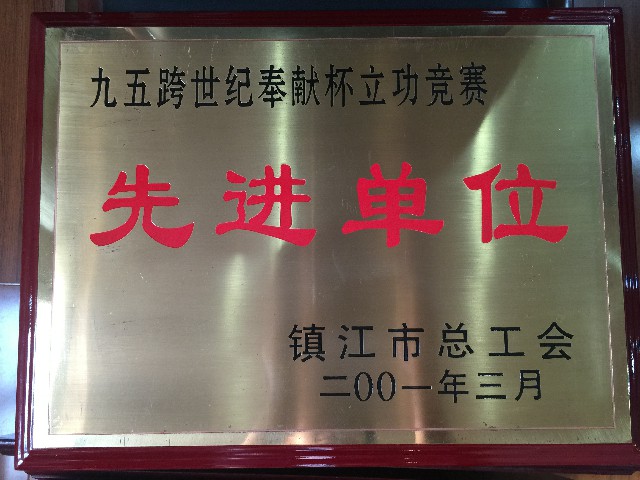 九五跨世纪奉献杯立功竞赛
先进单位
镇江市总工会
二00一年三月